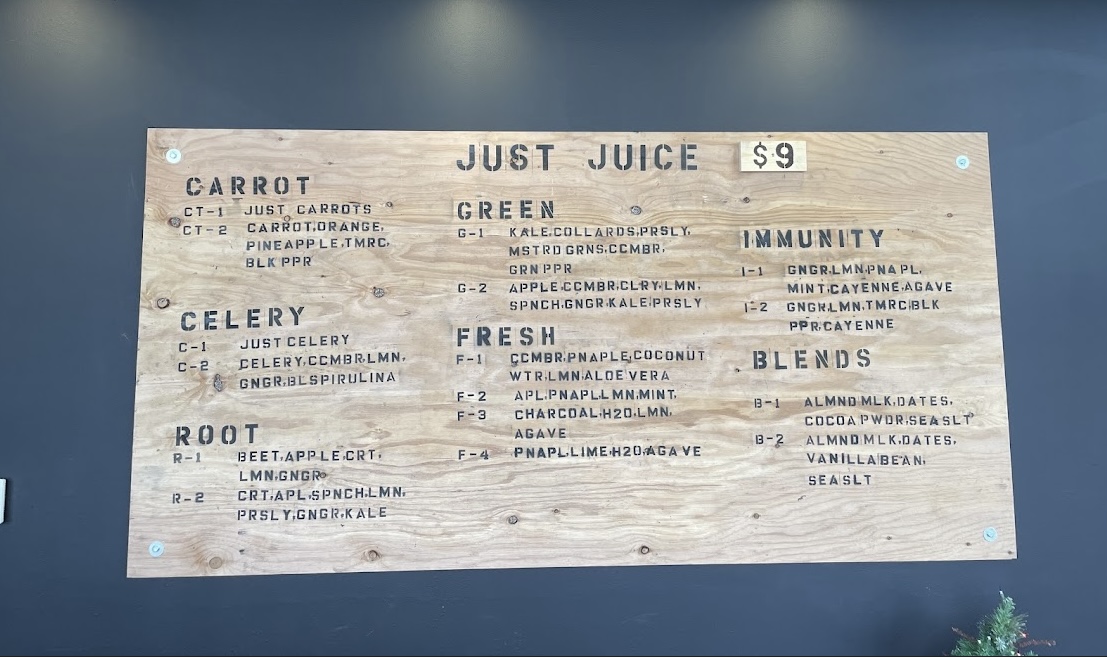 JUST JUICE $9
CARROT
CT-1 JUST CARROTS
CT-2 CARROT,ORANGE,
PINEAPPLE,TMRC,
BLK PPR
CELERY
C-1 JUST CELERY
C-2 CELERY,CCMBR,LMN,
GNGR,BLSPIRULINA
ROOT
R-1 BEET,APPLE,CRT,
LMN,GNGR
R-2 CRT,APL,SPNCH,LMN,
PRSLY,GNGR,KALE
GREEN
G-1 KALE,COLLARDS,PRSLY,
MSTRD GRNS,CCMBR,
GRN PPR
G-2 APPLE,CCMBR,CLRY,LMN,
SPNCH,GNGR,KALE,PRSLY
FRESH
F-1 CCMBR,PNAPLE,COCONUT
WTR,LMN,ALOE VERA
F-2 APL,PNAPL,LMN,MINT,
F-3 CHARCOAL,H2O,LMN,
AGAVE
F-4 PNAPL,LIME,H2O,AGAVE
IMMUNITY
I-1 GNGR,LMN,PNAPL,
MINT,CAYENNE,AGAVE
I-2 GNGR,LMN,TMRC,BLK
PPR,CAYENNE
BLENDS
B-1 ALMND MLK,DATES,
COCOA PWDR,SEA SLT
B-2 ALMND MLK,DATES,
VANILLA BEAN,
SEA SLT